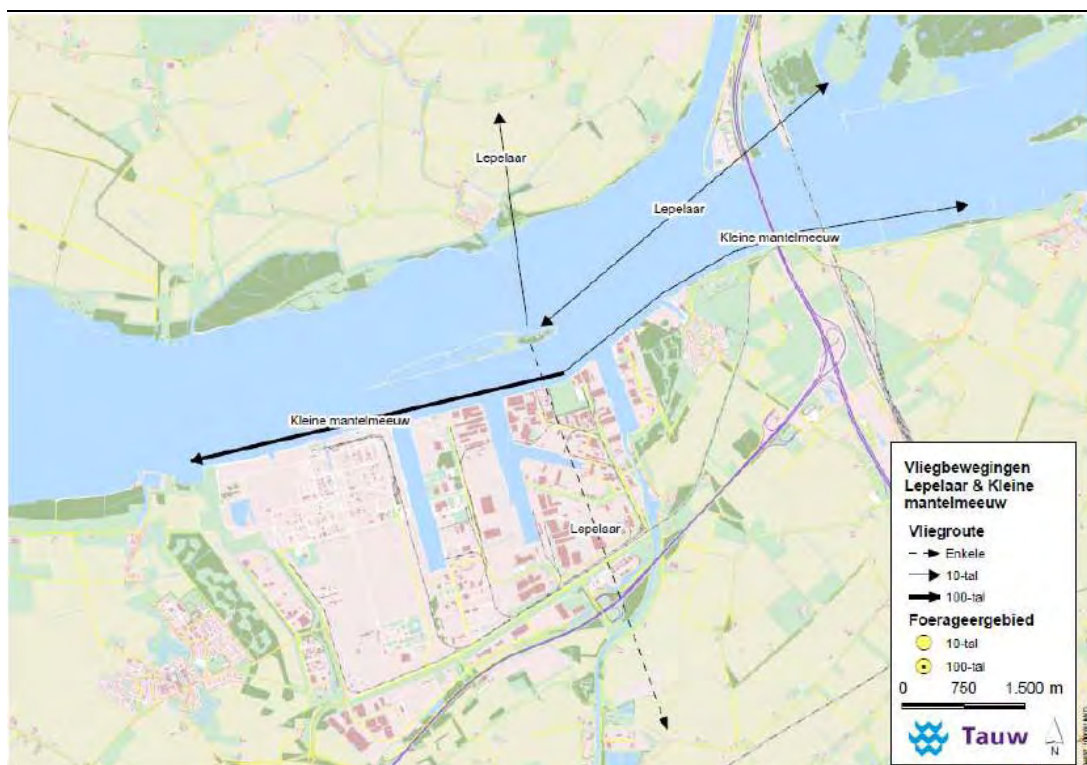 Lepelaar
Lepelaar
Kleine mantelmeeuw
Kleine mantelmeeuw
Lepelaar
Vliegbewegingen
Lepelaar & Kleine
mantelmeeuw
Vliegroute
Enkele
10-tal
100-tal
Foerageergebied
10-tal
100-tal
0 750 1.500 m
Tauw
N